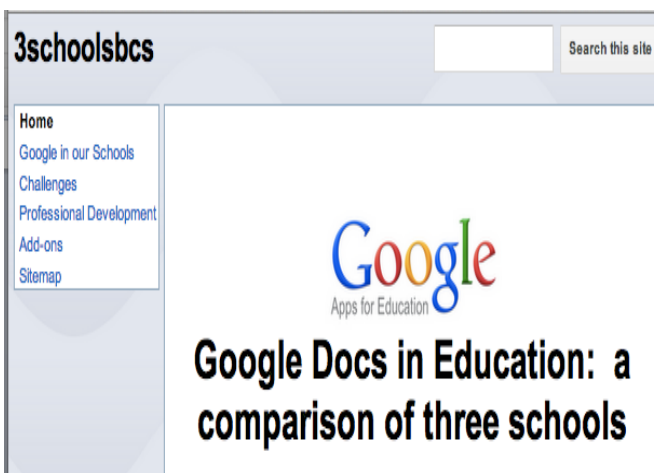 3schoolsbcs
Search this site
Home
Google in our Schools
Challenges
Professional Development
Add-ons
Sitemap
Google
Apps for Education
Google Docs in Education: a
comparison of three schools